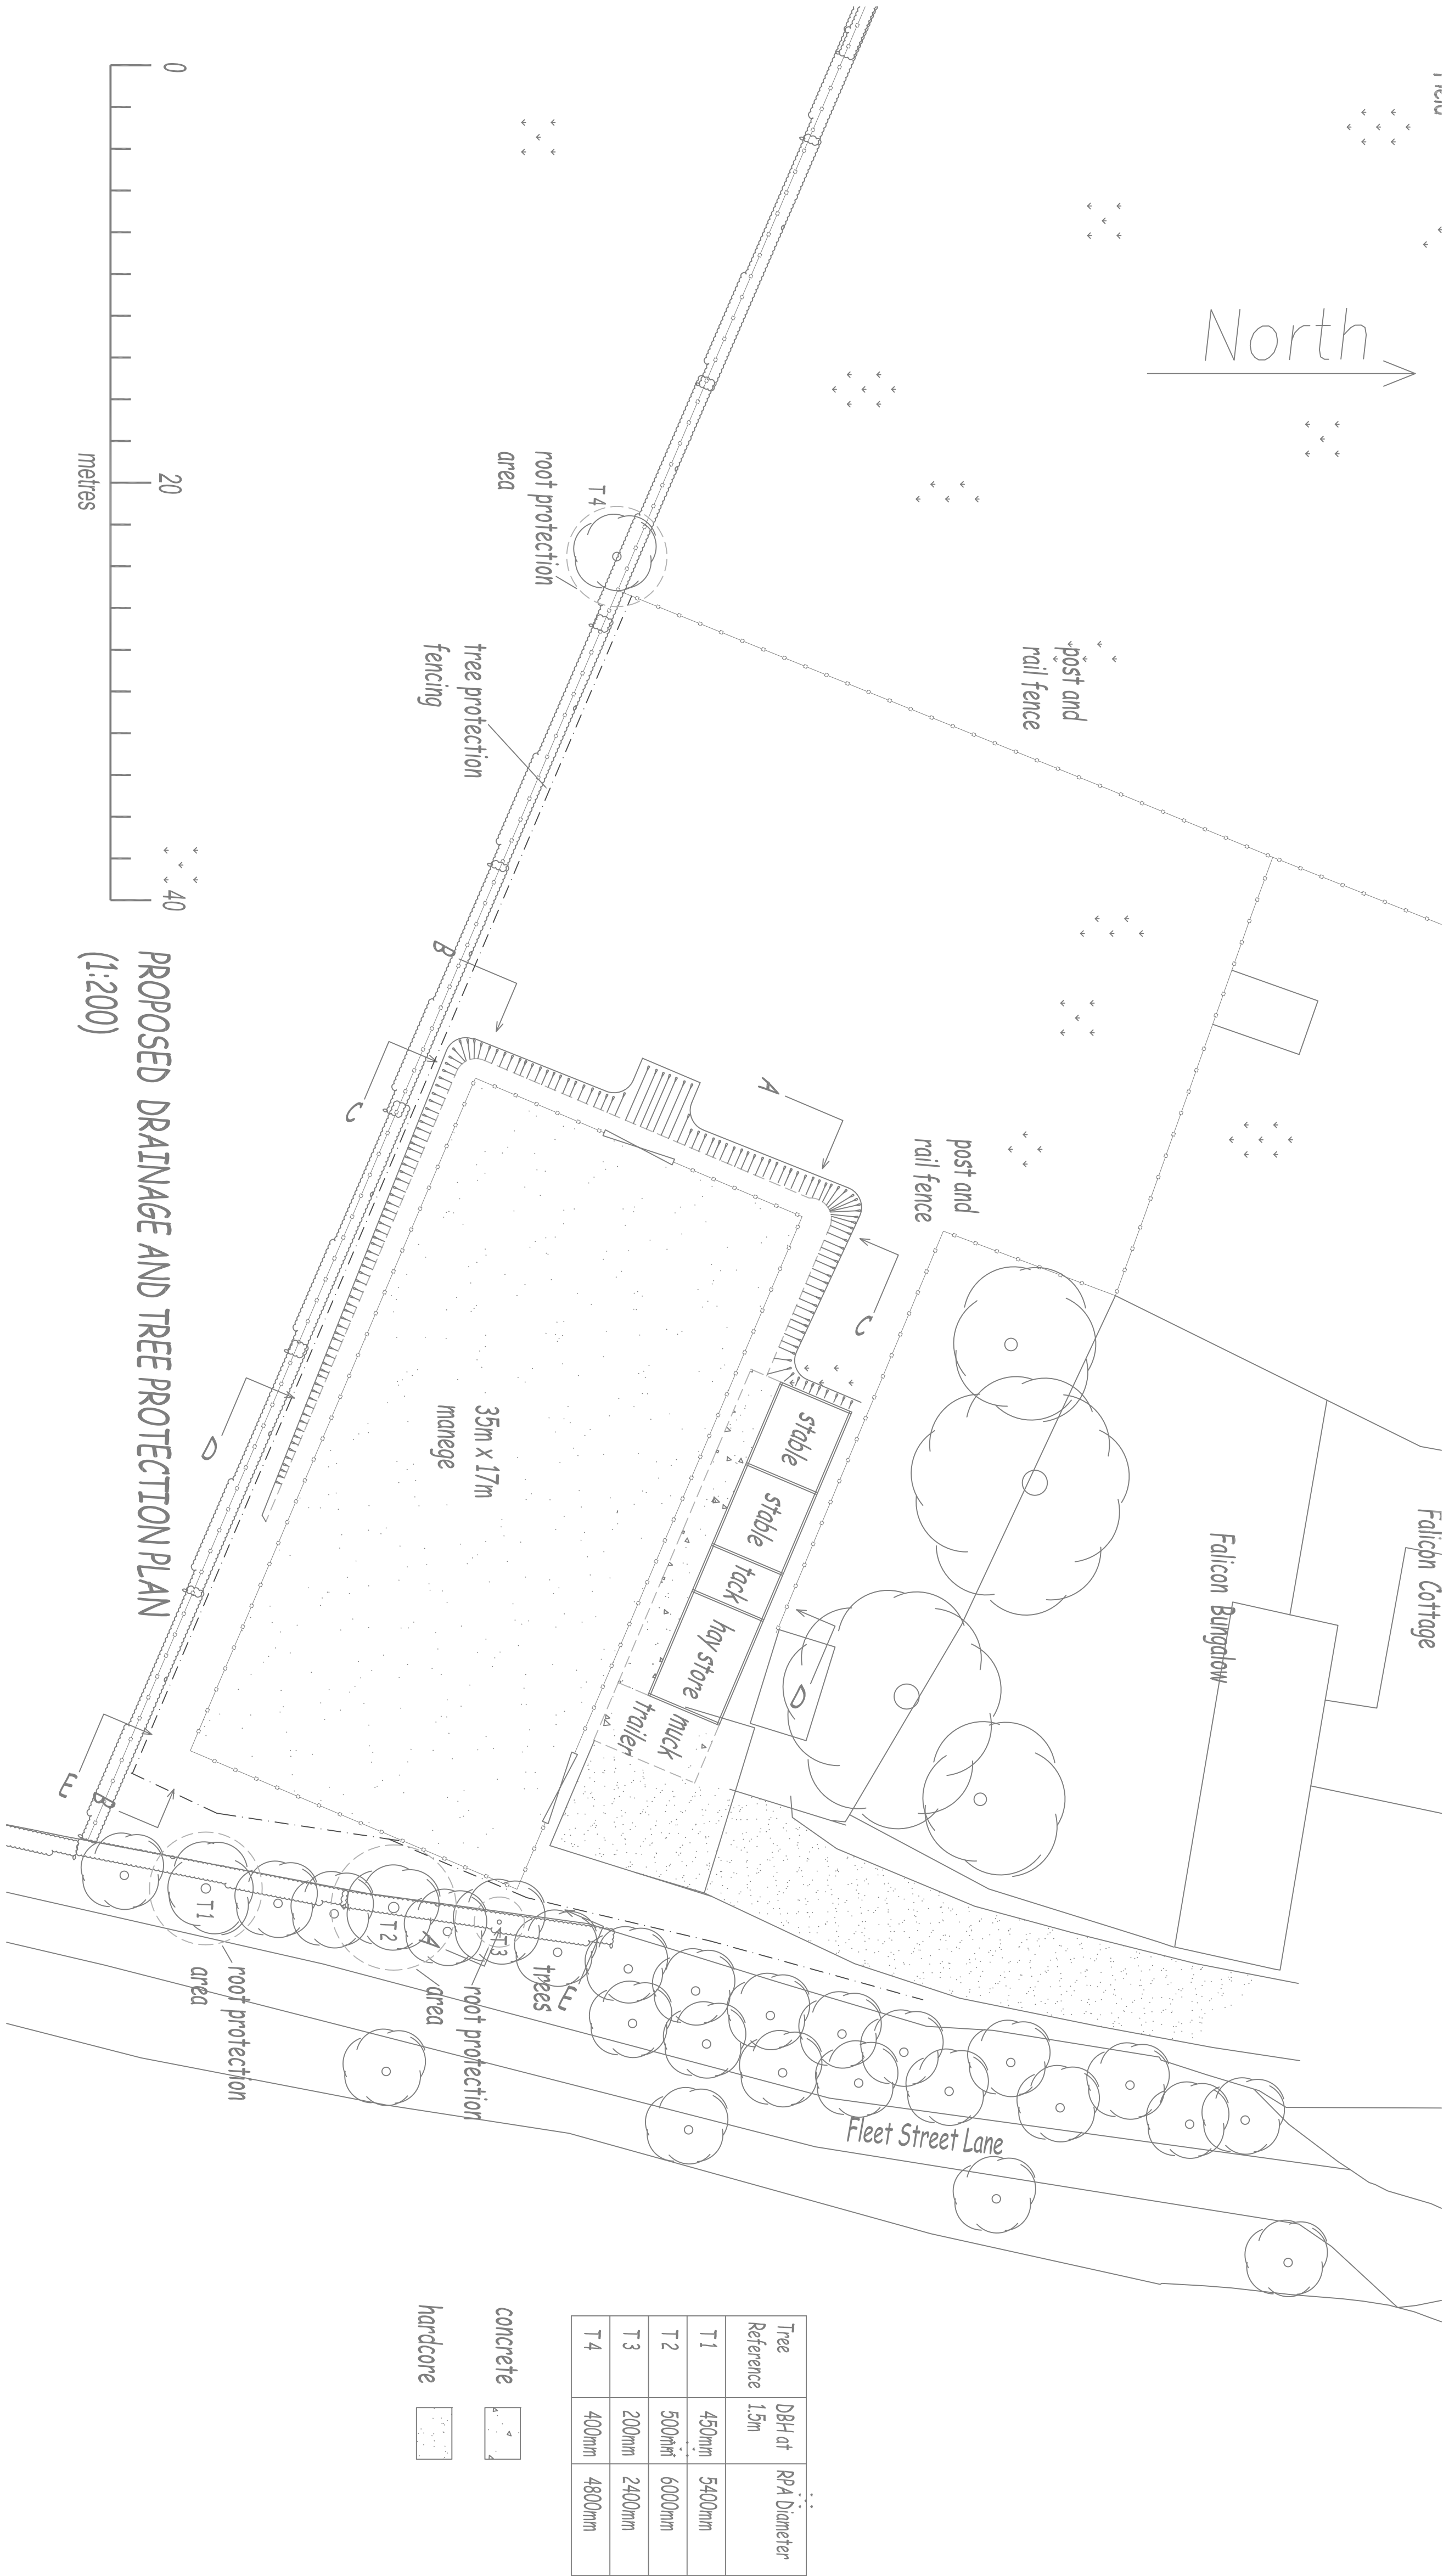 North
0
20
40
metres
PROPOSED DRAINAGE AND TREE PROTECTION PLAN
(1:200)
T4
root protection
area
tree protection
fencing
post and
rail fence
post and
rail fence
A
B
C
C
D
D
E
B
35m x 17m
manege
stable
stable
tack
hay store
muck
trailer
Falicon Bungalow
Falicon Cottage
T1
T2
T3
A
E
trees
root protection
area
root protection
area
Fleet Street Lane
Tree Reference DBH at 1.5m RPA Diameter
T1 450mm 5400mm
T2 500mm 6000mm
T3 200mm 2400mm
T4 400mm 4800mm
concrete
hardcore